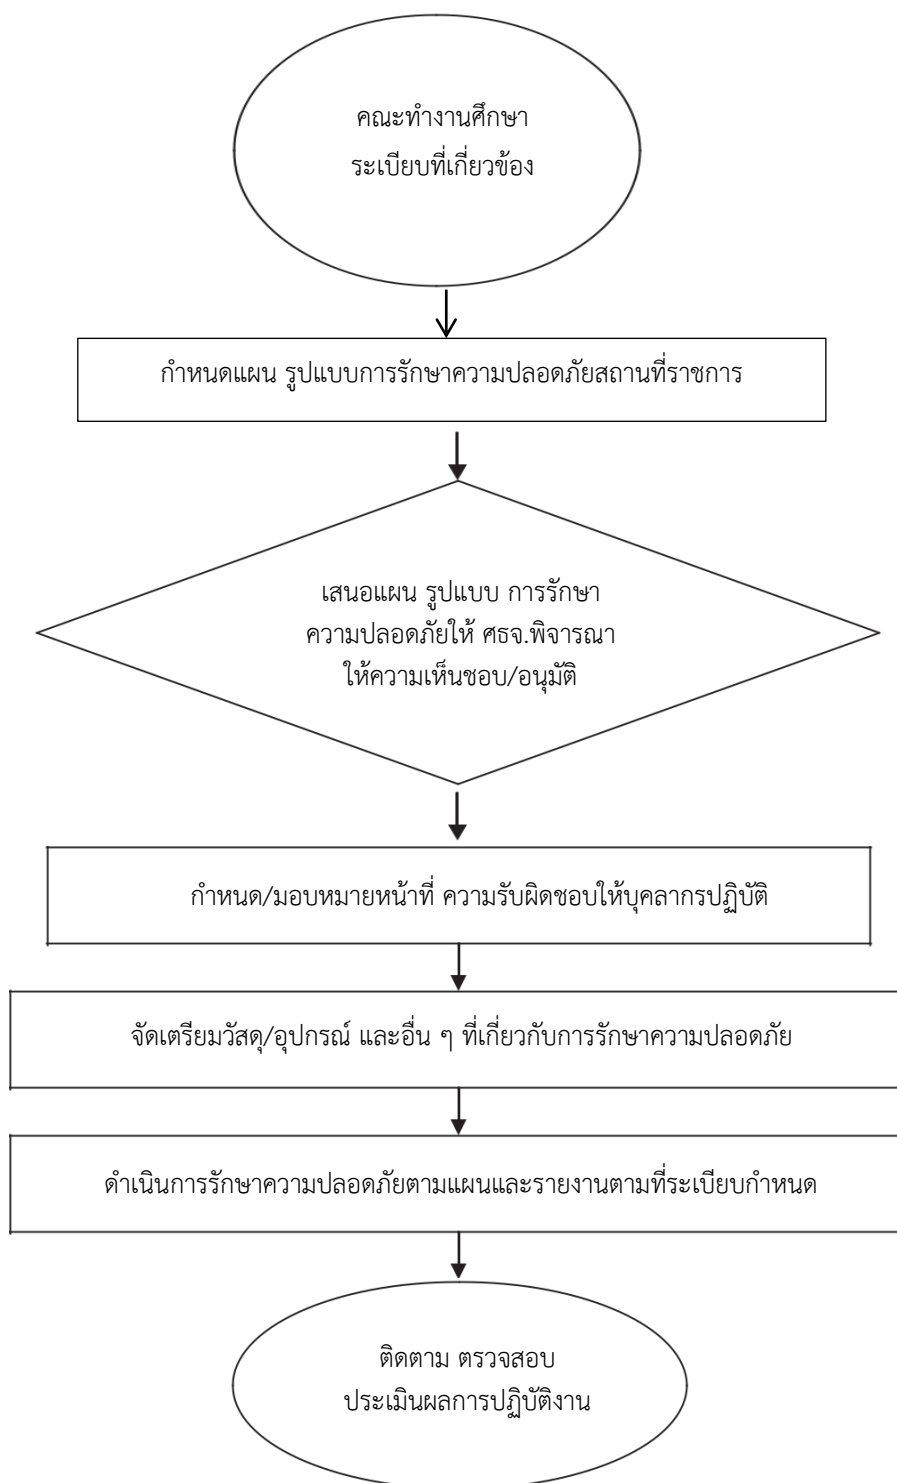 คณะทำงานศึกษา
ระเบียบที่เกี่ยวข้อง
กำหนดแผน รูปแบบการรักษาความปลอดภัยสถานที่ราชการ
เสนอแผน รูปแบบ การรักษา
ความปลอดภัยให้ ศธจ.พิจารณา
ให้ความเห็นชอบ/อนุมัติ
กำหนด/มอบหมายหน้าที่ ความรับผิดชอบให้บุคลากรปฏิบัติ
จัดเตรียมวัสดุ/อุปกรณ์ และอื่น ๆ ที่เกี่ยวกับการรักษาความปลอดภัย
ดำเนินการรักษาความปลอดภัยตามแผนและรายงานตามที่ระเบียบกำหนด
ติดตาม ตรวจสอบ
ประเมินผลการปฏิบัติงาน